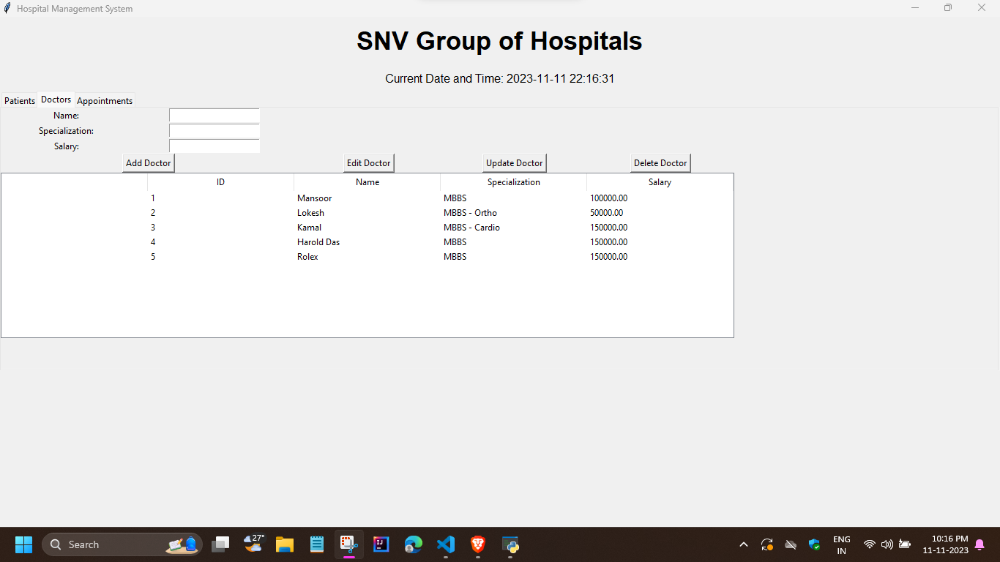 Hospital Management System
SNV Group of Hospitals
Current Date and Time: 2023-11-11 22:16:31
Patients Doctors Appointments
Name:
Specialization:
Salary:
Add Doctor Edit Doctor Update Doctor Delete Doctor
ID Name Specialization Salary
1 Mansoor MBBS 100000.00
2 Lokesh MBBS - Ortho 50000.00
3 Kamal MBBS - Cardio 150000.00
4 Harold Das MBBS 150000.00
5 Rolex MBBS 150000.00
Search 27° IJ ENG 10:16 PM
IN 11-11-2023